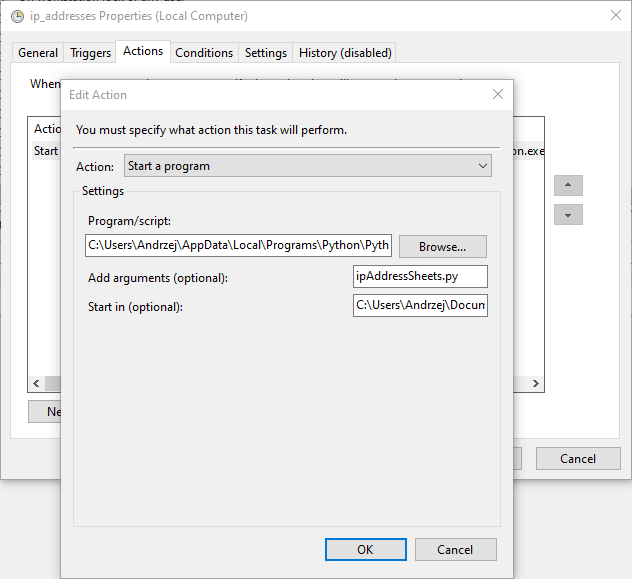 ip_addresses Properties (Local Computer)
General Triggers Actions Conditions Settings History (disabled)
When
Edit Action
You must specify what action this task will perform.
Action: Start a program
Settings
Program/script:
C:\Users\Andrzej\AppData\Local\Programs\Python\Pyth Browse...
Add arguments (optional): ipAddressSheets.py
Start in (optional): C:\Users\Andrzej\Docum
OK Cancel
Actio
Start on.exe
Ne
Cancel